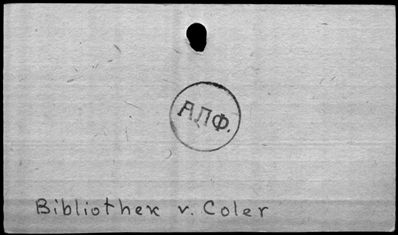 АЛФ.
Bibliothek v. Coler